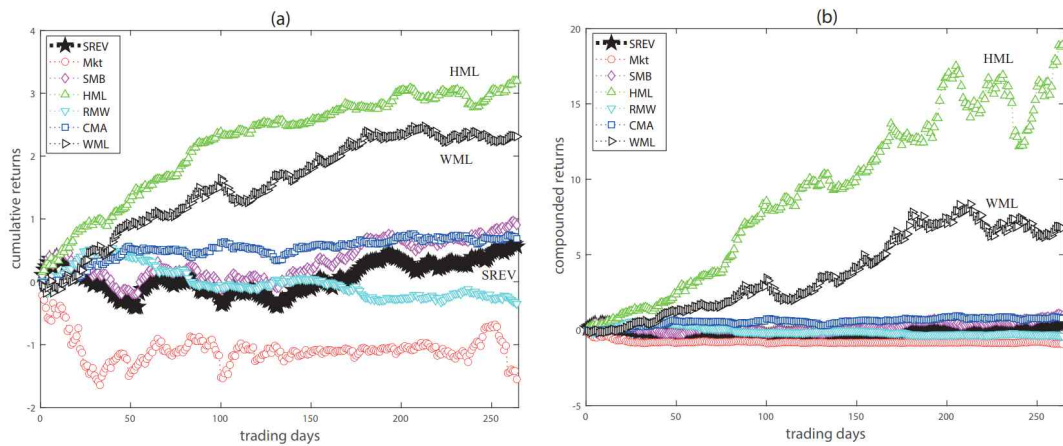 (a)
4
3
2
1
0
-1
-2
0
50
100
150
200
250
cumulative returns
trading days
SREV
Mkt
SMB
HML
RMW
CMA
WML
HML
WML
SREV
(b)
20
15
10
5
0
-5
0
50
100
150
200
250
compounded returns
trading days
SREV
Mkt
SMB
HML
RMW
CMA
WML
HML
WML